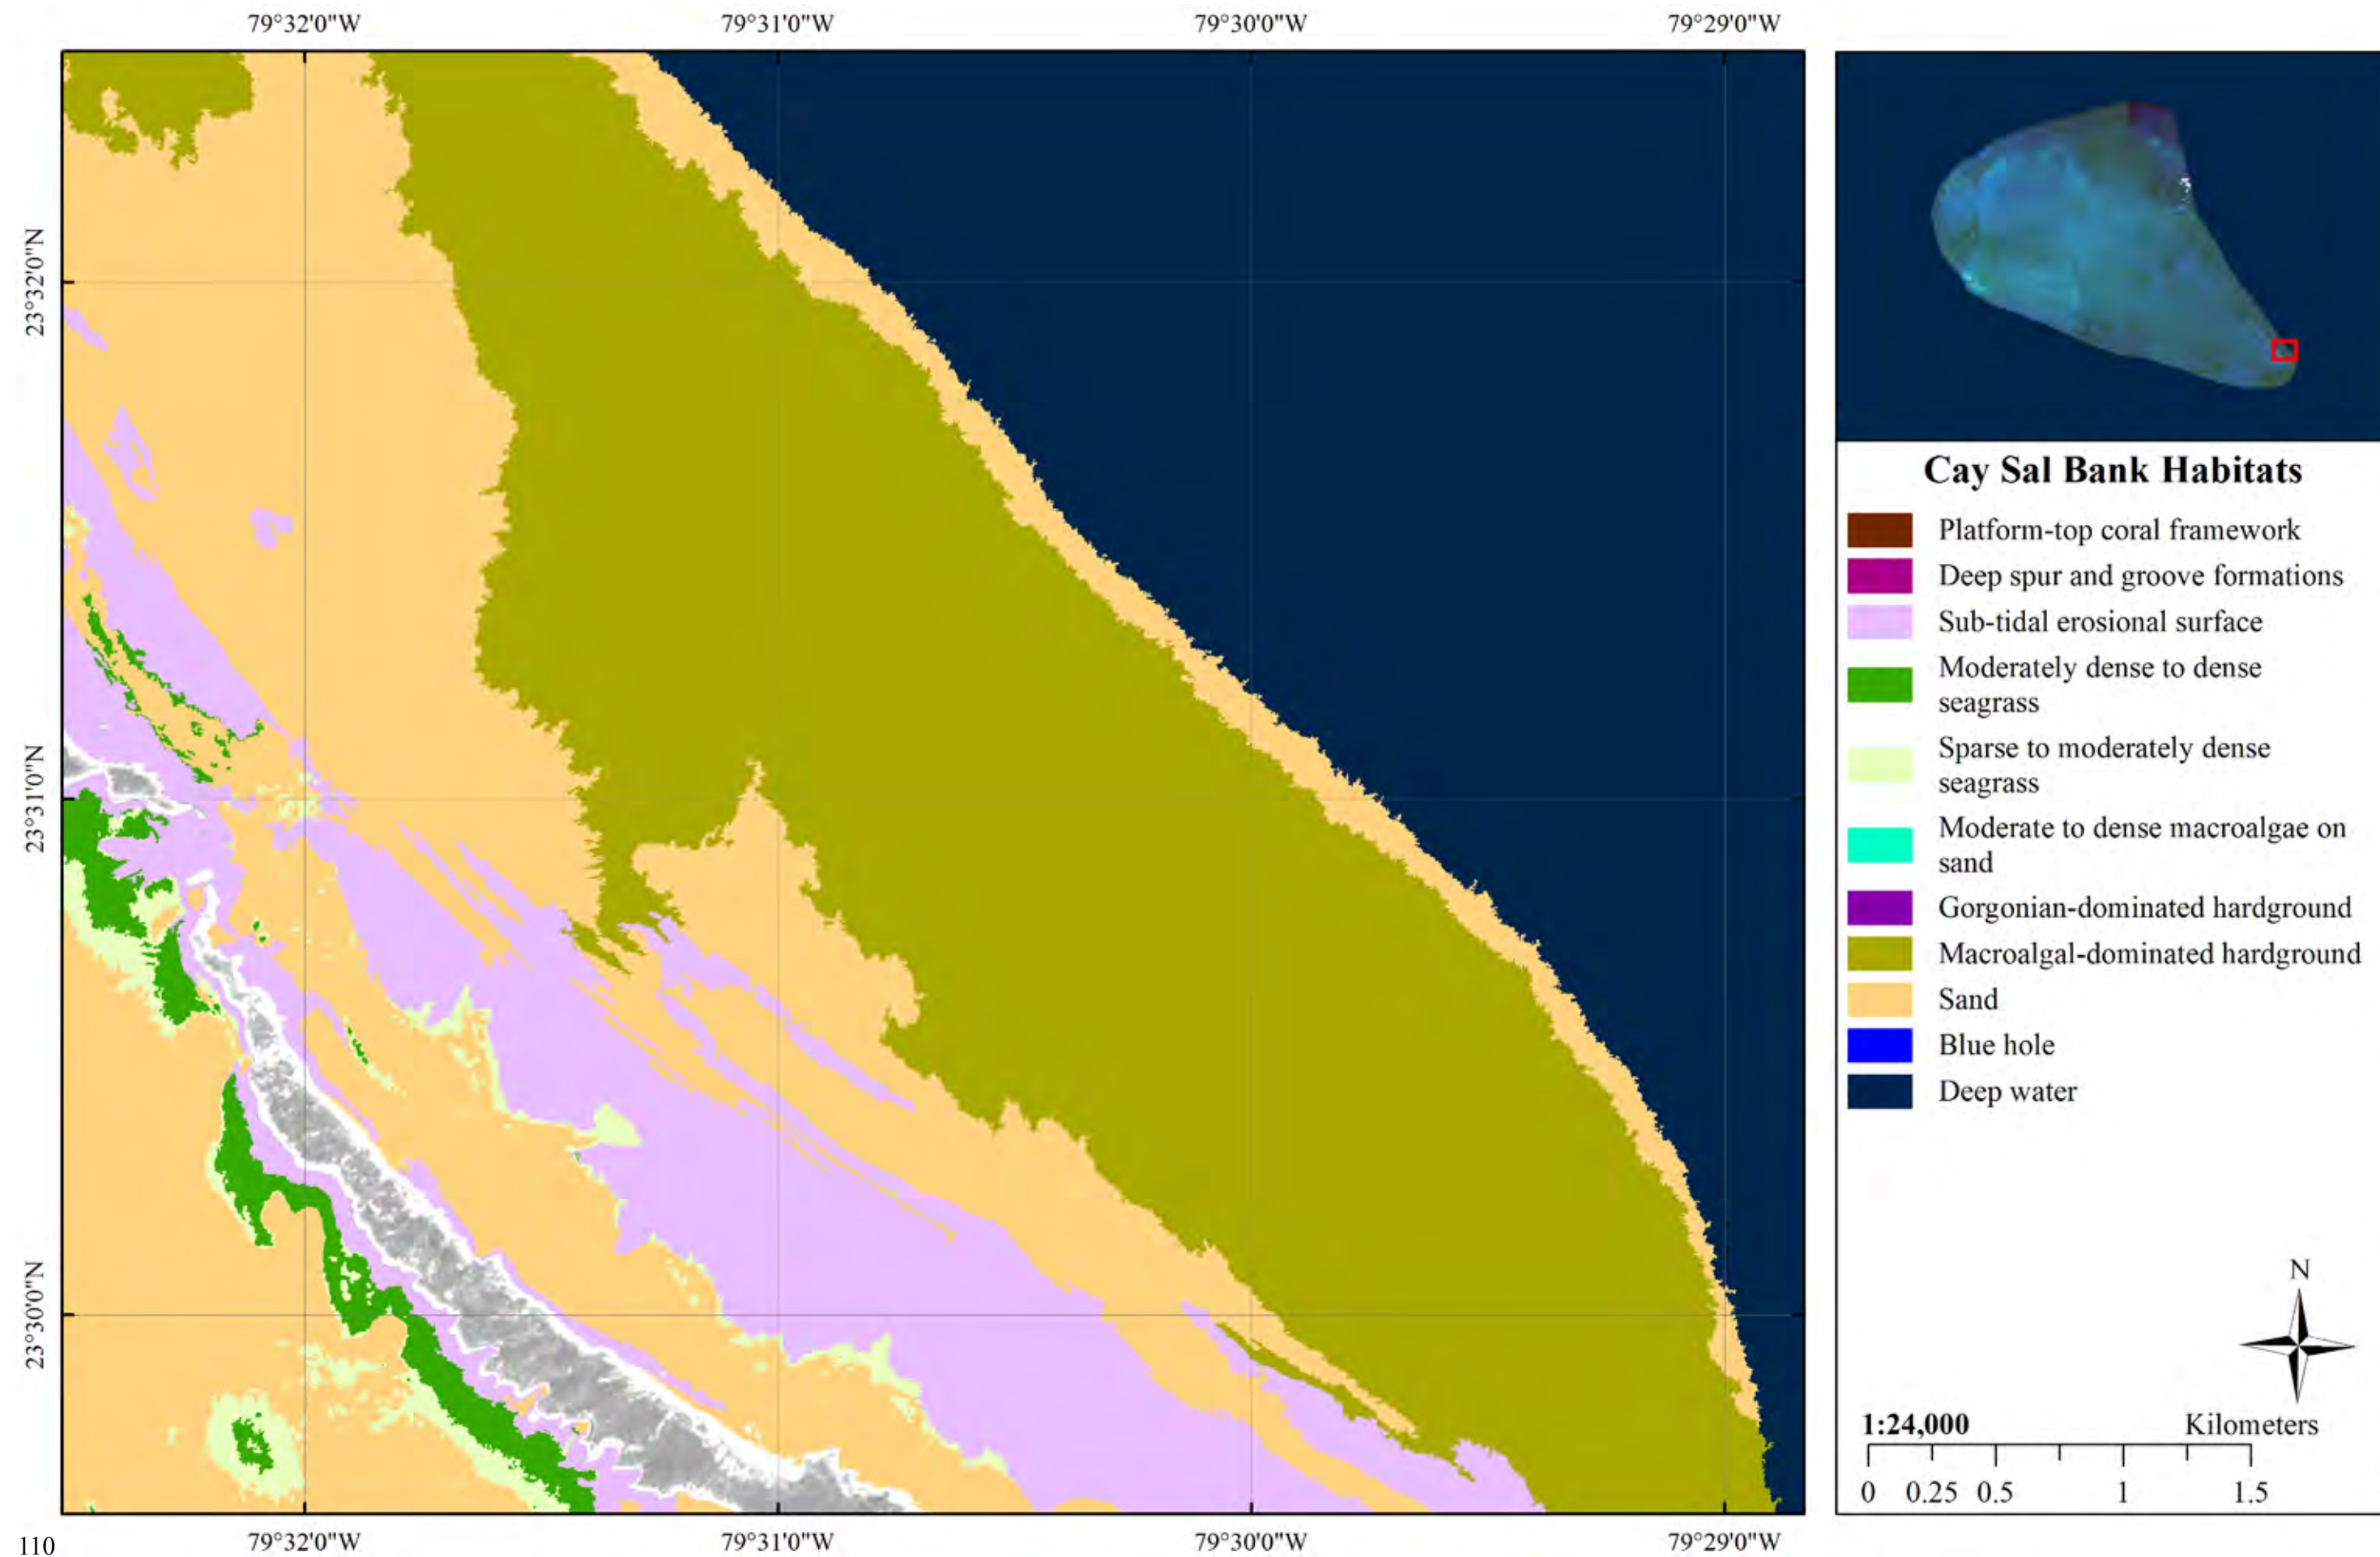 79°32'0"W 79°31'0"W 79°30'0"W 79°29'0"W
23°32'0"N
23°31'0"N
23°30'0"N
Cay Sal Bank Habitats
Platform-top coral framework
Deep spur and groove formations
Sub-tidal erosional surface
Moderately dense to dense
seagrass
Sparse to moderately dense
seagrass
Moderate to dense macroalgae on
sand
Gorgonian-dominated hardground
Macroalgal-dominated hardground
Sand
Blue hole
Deep water
N
1:24,000 Kilometers
0 0.25 0.5 1 1.5
79°32'0"W 79°31'0"W 79°30'0"W 79°29'0"W
110